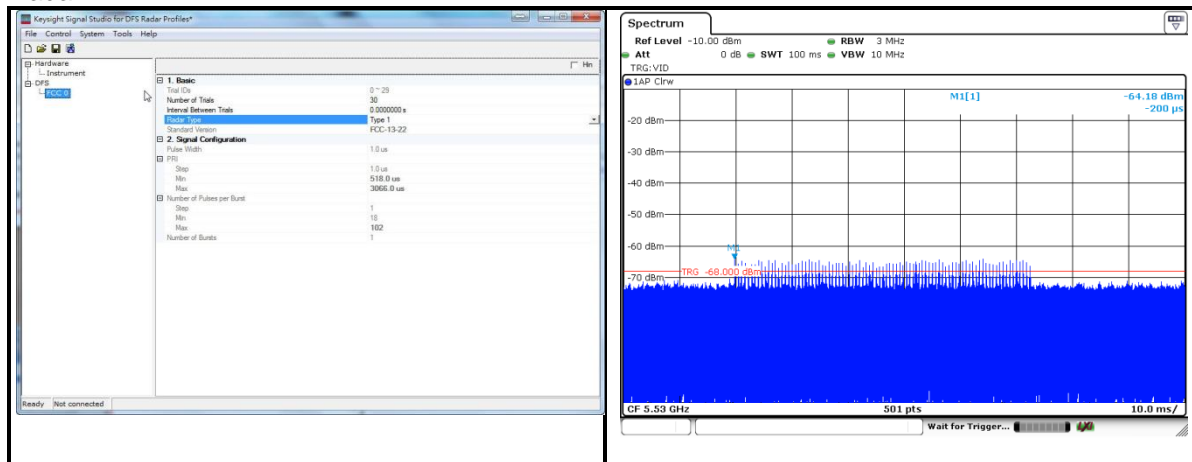 Keysight Signal Studio for DFS Radar Profiles*
File Control System Tools Help
Hardware
Instrument
DFS
FCC 0
Hin
1. Basic
Trial IDs 0 ~ 29
Number of Trials 30
Interval Between Trials 0.0000000 s
Radar Type Type 1
Standard Version FCC-13-22
2. Signal Configuration
Pulse Width 1.0 us
PRI
Step 1.0 us
Min 518.0 us
Max 3066.0 us
Number of Pulses per Burst
Step 1
Min 18
Max 102
Number of Bursts 1
Ready Not connected
Spectrum
Ref Level -10.00 dBm RBW 3 MHz
Att 0 dB SWT 100 ms VBW 10 MHz
TRG:VID
1AP Clrw
M1[1] -64.18 dBm
-200 µs
-20 dBm
-30 dBm
-40 dBm
-50 dBm
-60 dBm
M1
TRG -68.000 dBm
-70 dBm
CF 5.53 GHz 501 pts 10.0 ms/
Wait for Trigger...